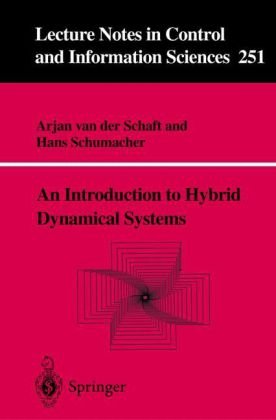 Lecture Notes in Control
and Information Sciences 251
Arjan van der Schaft and
Hans Schumacher
An Introduction to Hybrid
Dynamical Systems
Springer